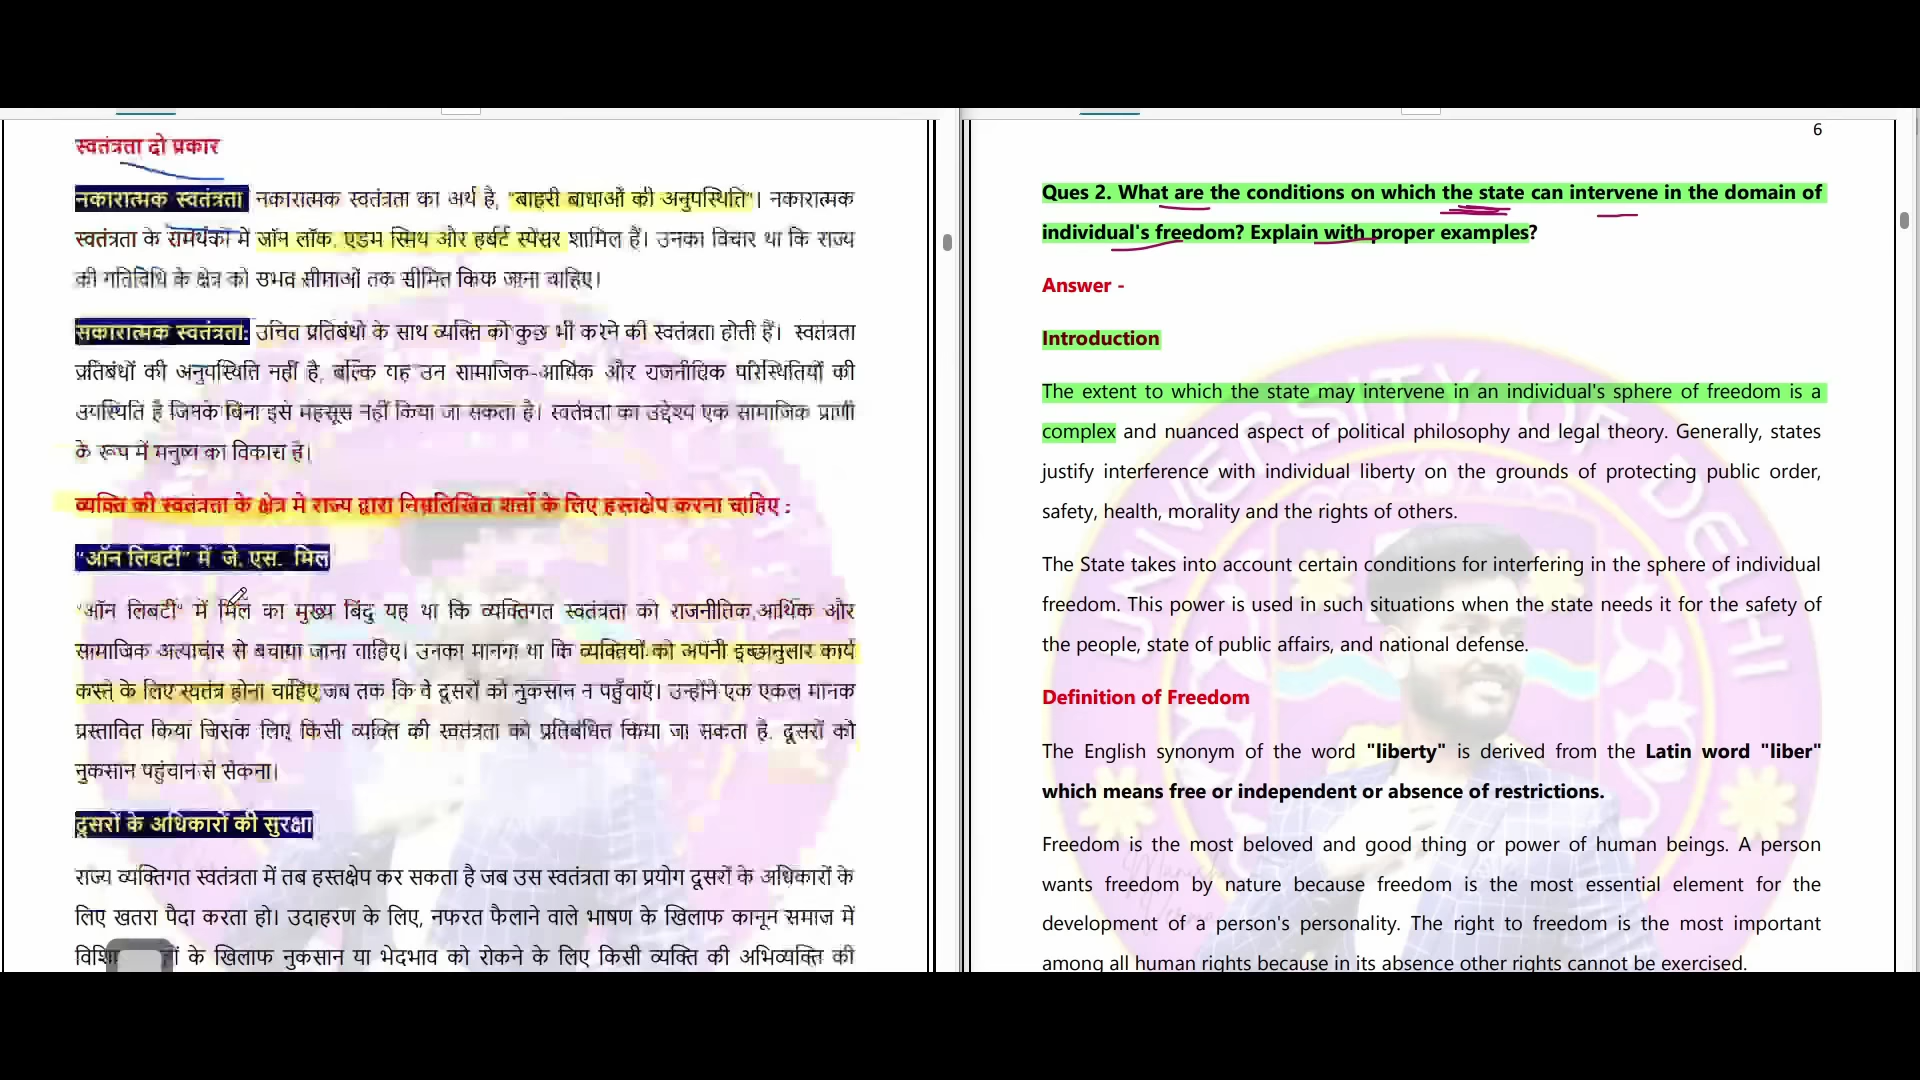 स्वतंत्रता दो प्रकार
नकारात्मक स्वतंत्रता नकारात्मक स्वतंत्रता का अर्थ है, "बाहरी बाधाओं की अनुपस्थिति"। नकारात्मक
स्वतंत्रता के समर्थकों में जॉन लॉक, एडम स्मिथ और हर्बर्ट स्पेंसर शामिल हैं। उनका विचार था कि राज्य
की गतिविधि के क्षेत्र को सीमाओं तक सीमित किया जाना चाहिए।
सकारात्मक स्वतंत्रता: उचित प्रतिबंधों के साथ व्यक्ति को कुछ भी करने की स्वतंत्रता होती हैं। स्वतंत्रता
प्रतिबंधों की अनुपस्थिति नहीं है, बल्कि यह उन सामाजिक-आर्थिक और राजनीतिक परिस्थितियों की
उपस्थिति है जिनके बिना इसे महसूस नहीं किया जा सकता है। स्वतंत्रता का उद्देश्य एक सामाजिक प्राणी
के रूप में मनुष्य का विकास है।
व्यक्ति की स्वतंत्रता के क्षेत्र में राज्य द्वारा निम्नलिखित शर्तों के लिए हस्तक्षेप करना चाहिए :
"ऑन लिबर्टी" में जे. एस. मिल
"ऑन लिबर्टी" में मिल का मुख्य बिंदु यह था कि व्यक्तिगत स्वतंत्रता को राजनीतिक,आर्थिक और
सामाजिक अत्याचार से बचाया जाना चाहिए। उनका मानना था कि व्यक्तियों को अपनी इच्छानुसार कार्य
करने के लिए स्वतंत्र होना चाहिए जब तक कि वे दूसरों को नुकसान न पहुँचाएँ। उन्होंने एक एकल मानक
प्रस्तावित किया जिसके लिए किसी व्यक्ति की स्वतंत्रता को प्रतिबंधित किया जा सकता है, दूसरों को
नुकसान पहुंचाने से रोकना।
दूसरों के अधिकारों की सुरक्षा
राज्य व्यक्तिगत स्वतंत्रता में तब हस्तक्षेप कर सकता है जब उस स्वतंत्रता का प्रयोग दूसरों के अधिकारों के
लिए खतरा पैदा करता हो। उदाहरण के लिए, नफरत फैलाने वाले भाषण के खिलाफ कानून समाज में
के खिलाफ नुकसान या भेदभाव को रोकने के लिए किसी व्यक्ति की अभिव्यक्ति की
6
Ques 2. What are the conditions on which the state can intervene in the domain of
individual's freedom? Explain with proper examples?
Answer -
Introduction
The extent to which the state may intervene in an individual's sphere of freedom is a
complex and nuanced aspect of political philosophy and legal theory. Generally, states
justify interference with individual liberty on the grounds of protecting public order,
safety, health, morality and the rights of others.
The State takes into account certain conditions for interfering in the sphere of individual
freedom. This power is used in such situations when the state needs it for the safety of
the people, state of public affairs, and national defense.
Definition of Freedom
The English synonym of the word "liberty" is derived from the Latin word "liber"
which means free or independent or absence of restrictions.
Freedom is the most beloved and good thing or power of human beings. A person
wants freedom by nature because freedom is the most essential element for the
development of a person's personality. The right to freedom is the most important
among all human rights because in its absence other rights cannot be exercised.
UNIVERSITY OF DELHI